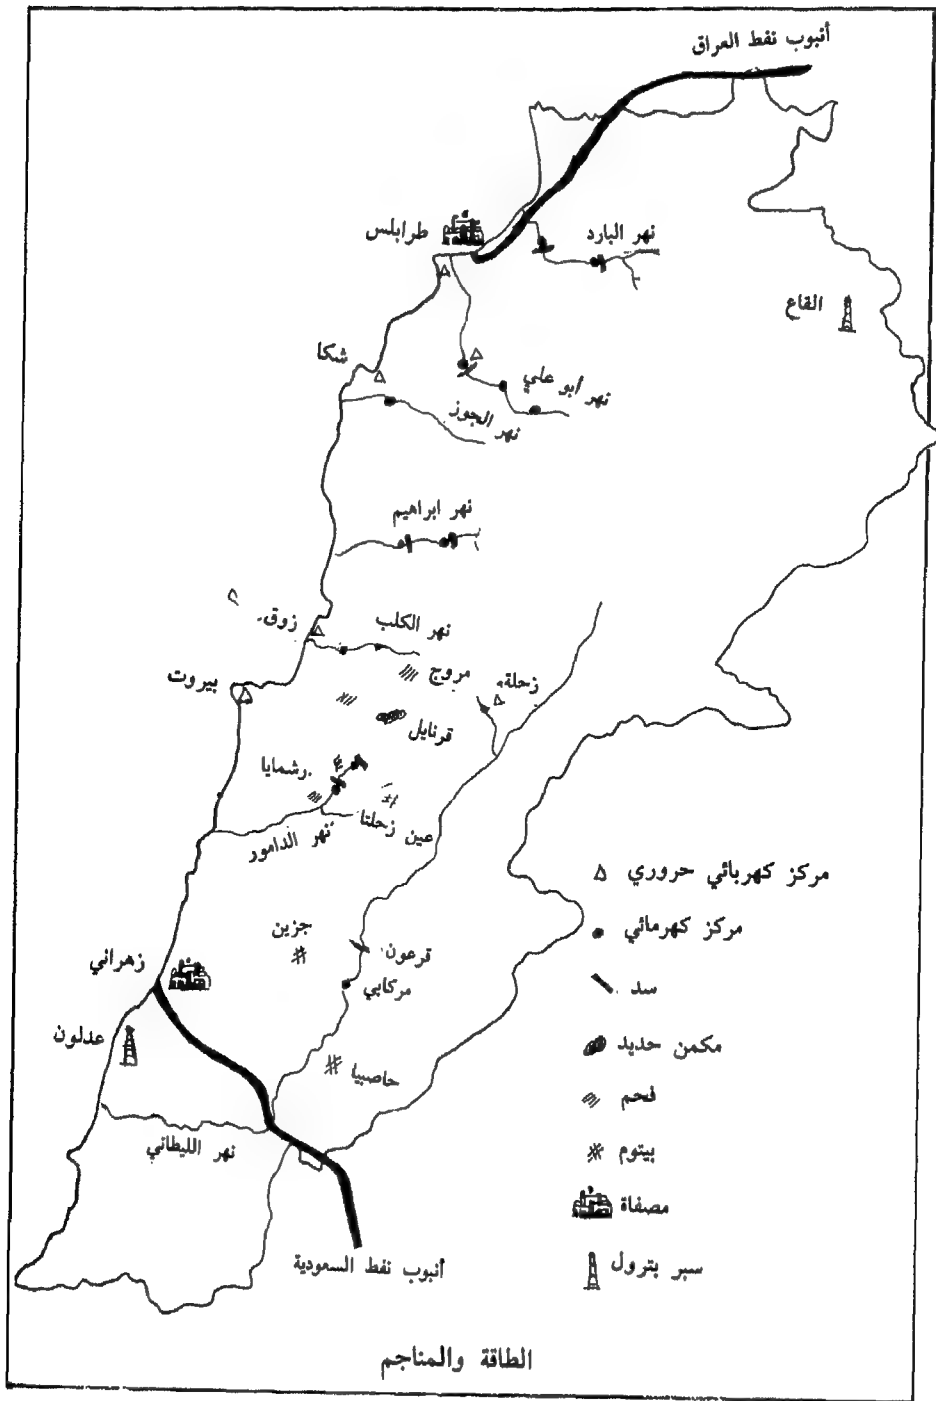 أنبوب نفط العراق
طرابلس
نهر البارد
القاع
شكا
نهر أبو علي
نهر الجوز
نهر ابراهيم
زوق
نهر الكلب
مروج
زحلة
بيروت
قرنايل
رشمايا
عين زحلتا
نهر الدامور
جزين
قرعون
زهراني
مركابي
عدلون
حاصبيا
نهر الليطاني
أنبوب نفط السعودية
مركز كهربائي حروري
مركز كهرمائي
سد
مكمن حديد
فحم
بيتوم
مصفاة
سبر بترول
الطاقة والمناجم